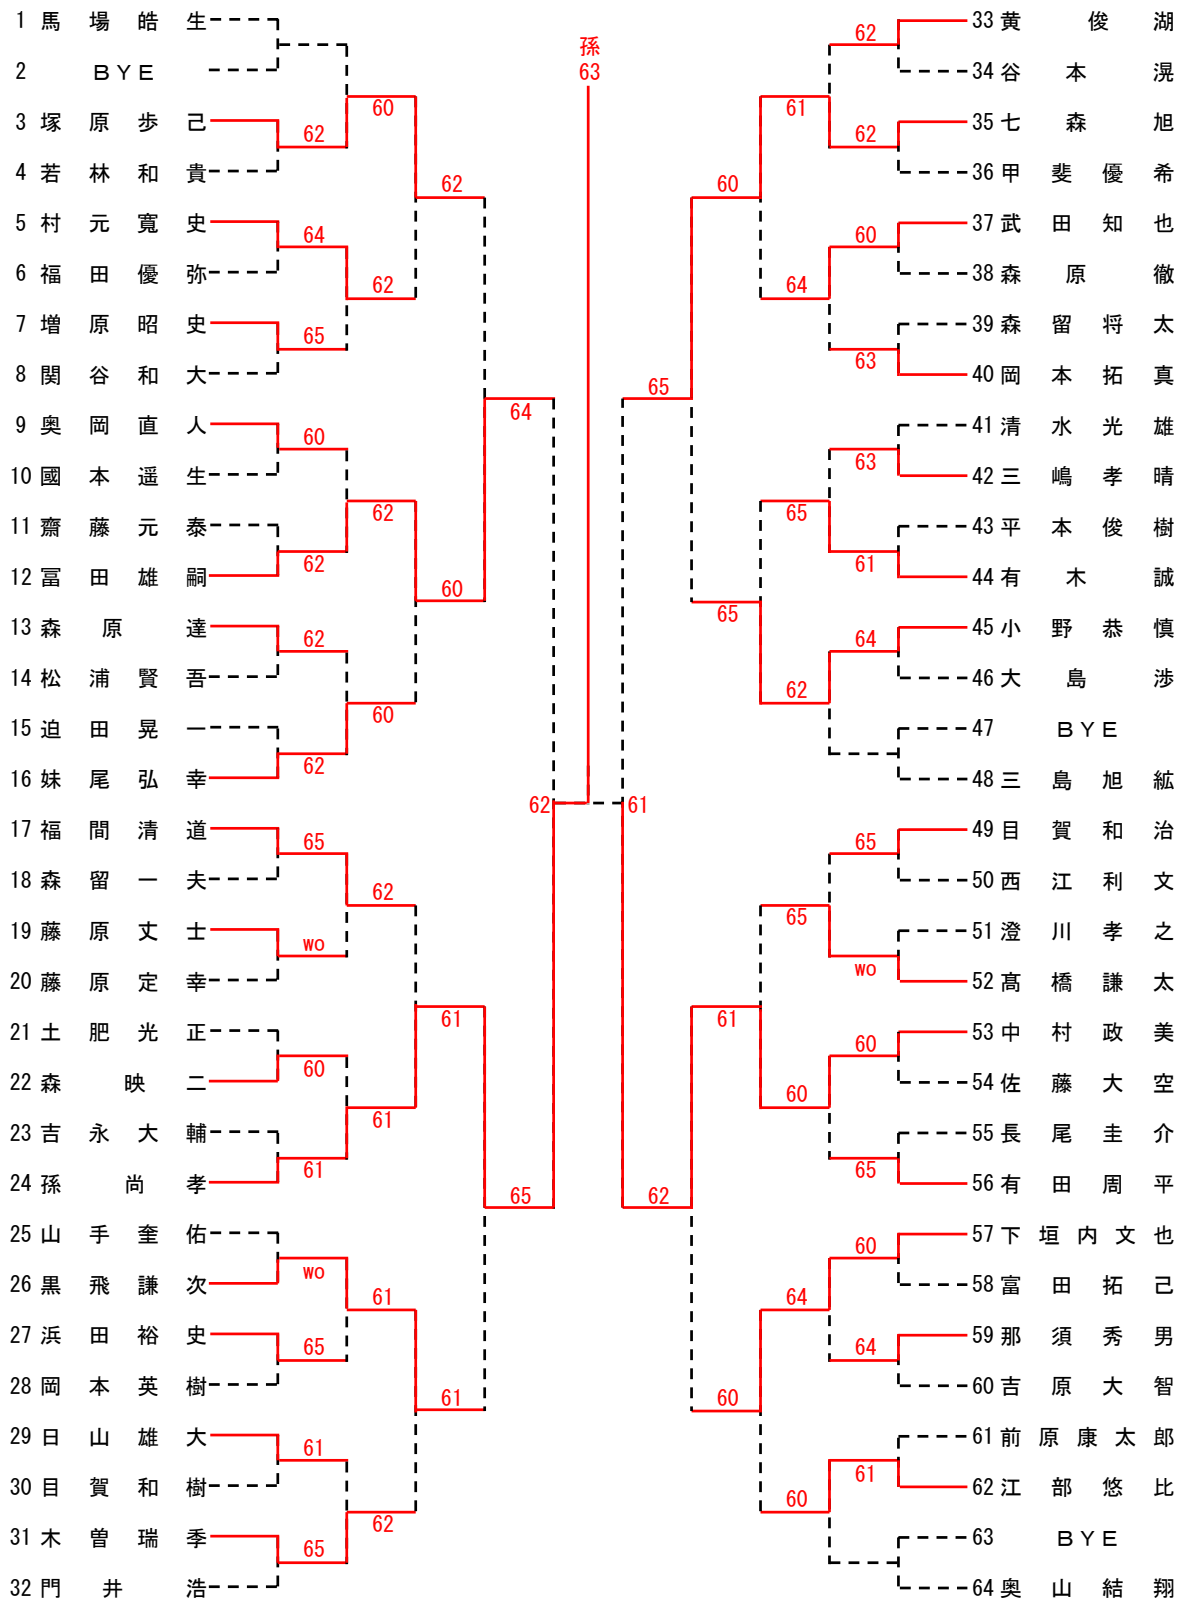 1 馬場皓生
2 BYE
3 塚原歩己
4 若林和貴
5 村元寛史
6 福田優弥
7 増原昭史
8 関谷和大
9 奥岡直人
10 國本遥生
11 齋藤元泰
12 冨田雄嗣
13 森原達
14 松浦賢吾
15 迫田晃一
16 妹尾弘幸
17 福間清道
18 森留一夫
19 藤原丈士
20 藤原定幸
21 土肥光正
22 森映二
23 吉永大輔
24 孫尚孝
25 山手奎佑
26 黒飛謙次
27 浜田裕史
28 岡本英樹
29 日山雄大
30 目賀和樹
31 木曽瑞季
32 門井浩
62
64
65
60
62
62
62
65
wo
60
61
wo
65
61
65
60
62
62
60
62
61
61
62
62
60
61
61
64
65
62
孫
63
61
65
62
60
65
61
60
61
64
65
62
65
60
64
60
62
62
60
63
63
61
64
65
wo
60
65
60
64
61
33 黄俊湖
34 谷本滉
35 七森旭
36 甲斐優希
37 武田知也
38 森原徹
39 森留将太
40 岡本拓真
41 清水光雄
42 三嶋孝晴
43 平本俊樹
44 有木誠
45 小野恭慎
46 大島渉
47 BYE
48 三島旭紘
49 目賀和治
50 西江利文
51 澄川孝之
52 髙橋謙太
53 中村政美
54 佐藤大空
55 長尾圭介
56 有田周平
57 下垣内文也
58 富田拓己
59 那須秀男
60 吉原大智
61 前原康太郎
62 江部悠比
63 BYE
64 奥山結翔